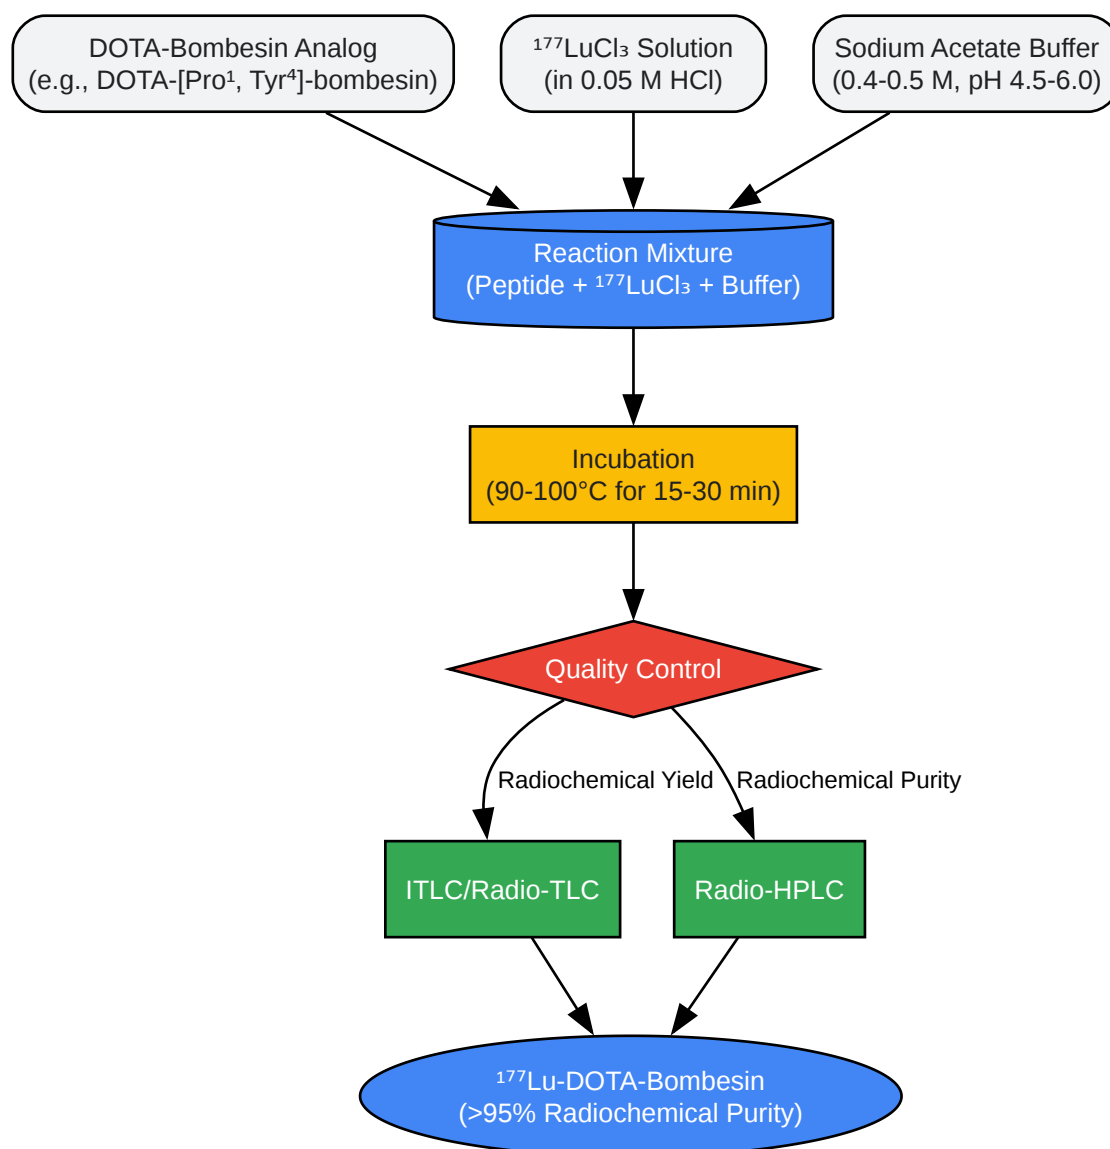 DOTA-Bombesin Analog
(e.g., DOTA-[Pro¹, Tyr⁴]-bombesin)
¹⁷⁷LuCl₃ Solution
(in 0.05 M HCl)
Sodium Acetate Buffer
(0.4-0.5 M, pH 4.5-6.0)
Reaction Mixture
(Peptide + ¹⁷⁷LuCl₃ + Buffer)
Incubation
(90-100°C for 15-30 min)
Quality Control
Radiochemical Yield
Radiochemical Purity
ITLC/Radio-TLC
Radio-HPLC
¹⁷⁷Lu-DOTA-Bombesin
(>95% Radiochemical Purity)